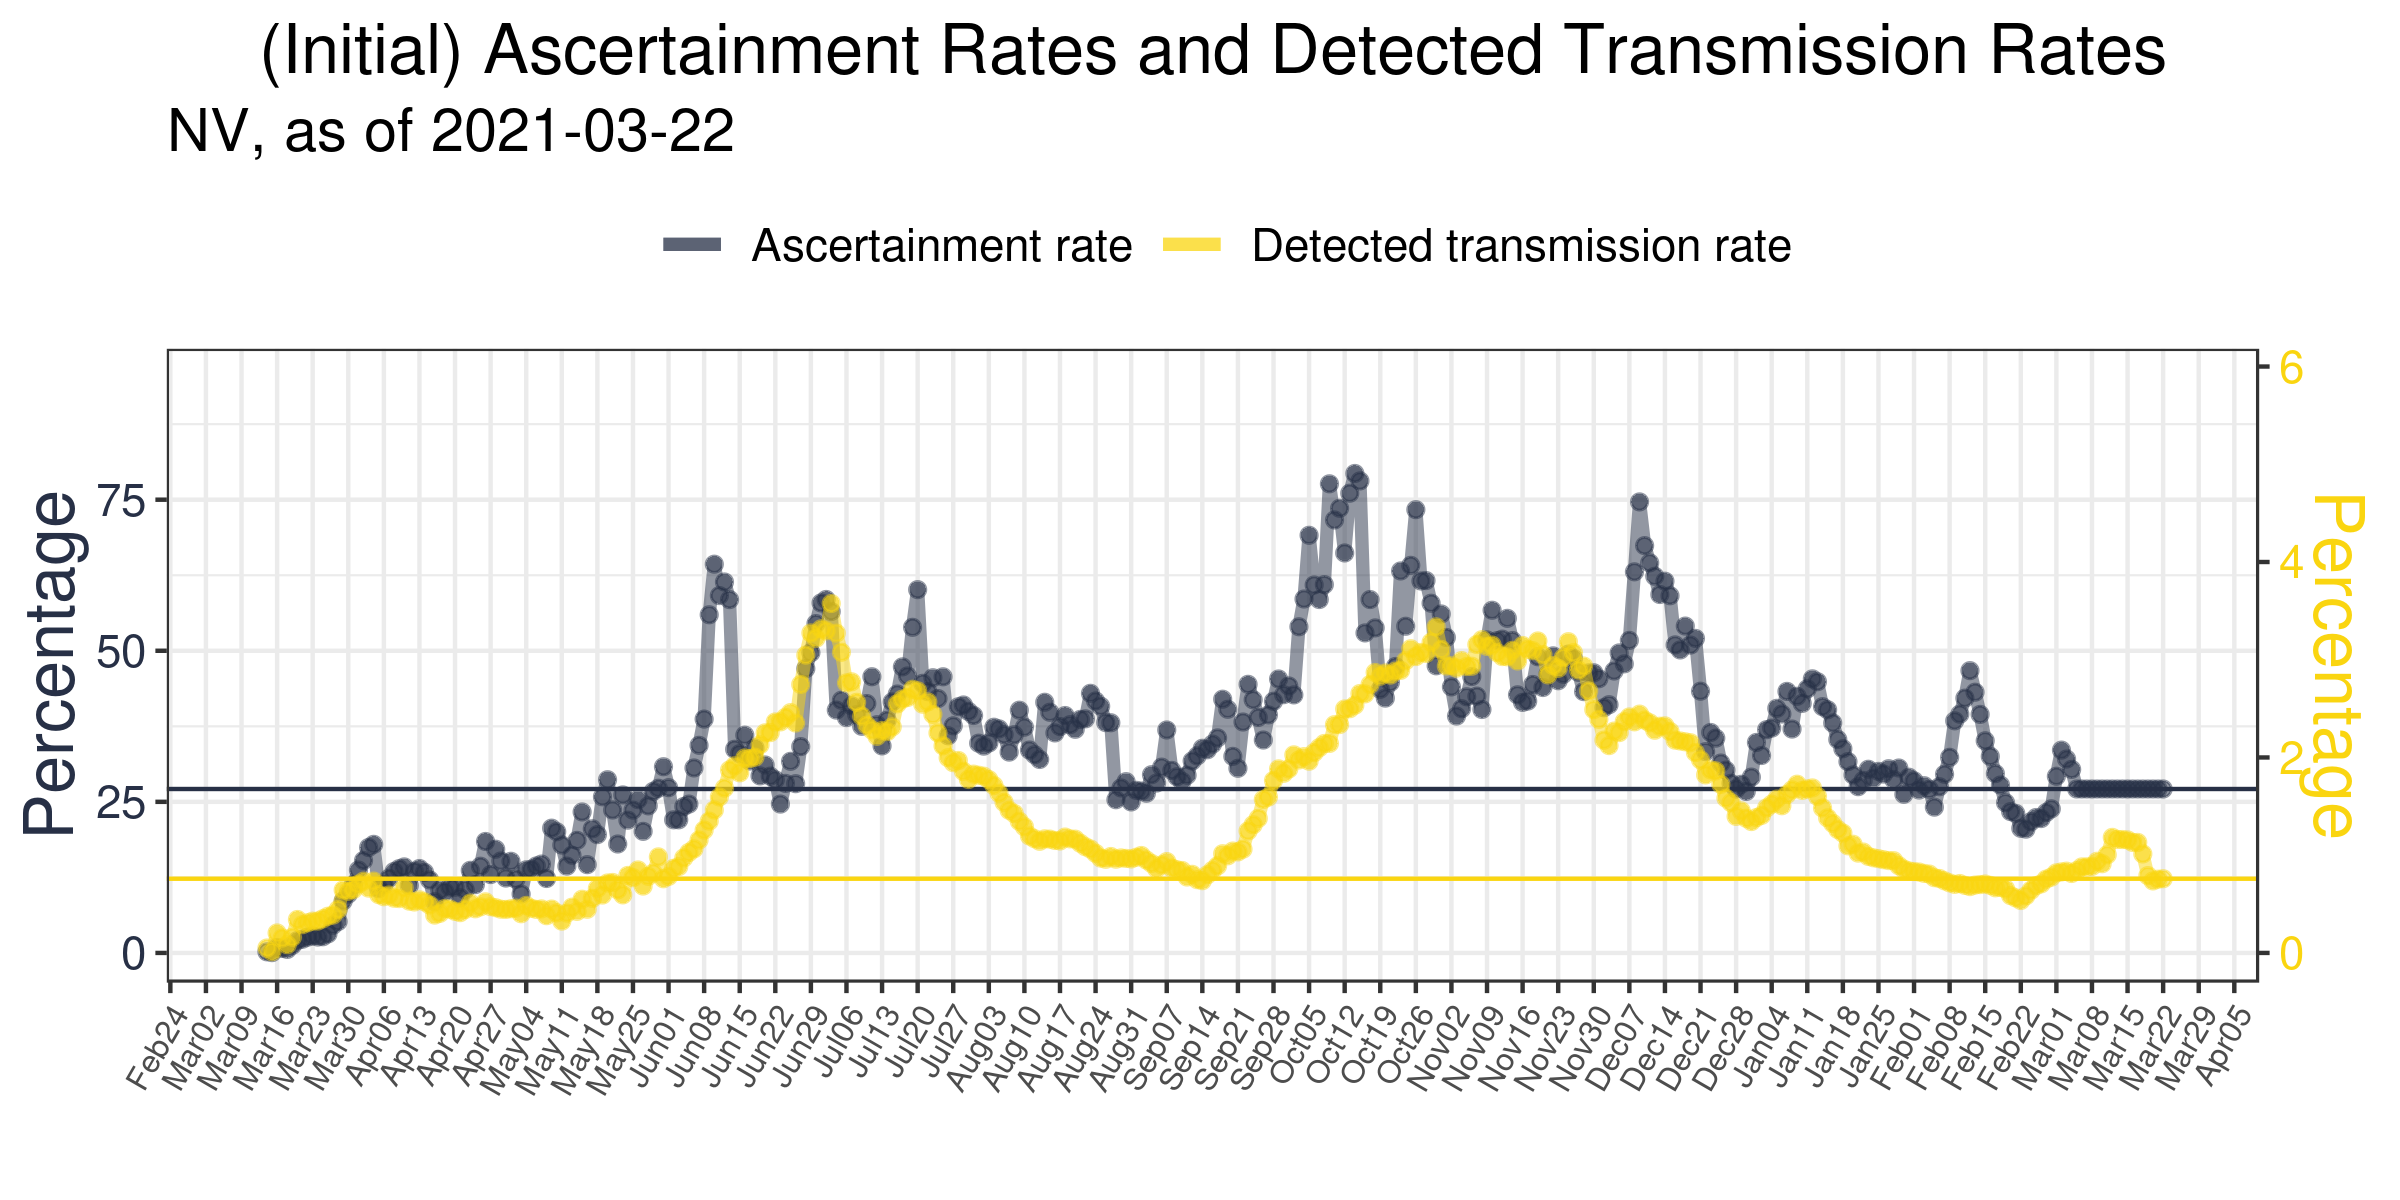 (Initial) Ascertainment Rates and Detected Transmission Rates
NV, as of 2021-03-22
Ascertainment rate
Detected transmission rate
Percentage
75
50
25
0
6
4
2
0
Percentage
Feb24
Mar02
Mar09
Mar16
Mar23
Mar30
Apr06
Apr13
Apr20
Apr27
May04
May11
May18
May25
Jun01
Jun08
Jun15
Jun22
Jun29
Jul06
Jul13
Jul20
Jul27
Aug03
Aug10
Aug17
Aug24
Aug31
Sep07
Sep14
Sep21
Sep28
Oct05
Oct12
Oct19
Oct26
Nov02
Nov09
Nov16
Nov23
Nov30
Dec07
Dec14
Dec21
Dec28
Jan04
Jan11
Jan18
Jan25
Feb01
Feb08
Feb15
Feb22
Mar01
Mar08
Mar15
Mar22
Mar29
Apr05